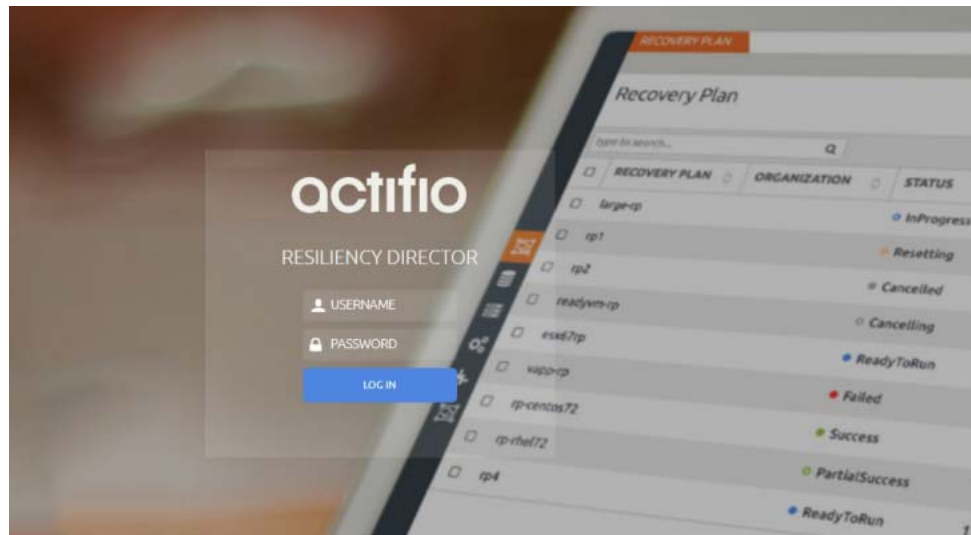 actifio
RESILIENCY DIRECTOR
USERNAME
PASSWORD
LOG IN
RECOVERY PLAN
Recovery Plan
type to search...
RECOVERY PLAN ORGANIZATION STATUS
large-rp InProgress
rp1 Resetting
rp2 Cancelled
readyvm-rp Cancelling
esx67rp ReadyToRun
vapp-rp Failed
rp-centos72 Success
rp-rhel72 PartialSuccess
rp4 ReadyToRun